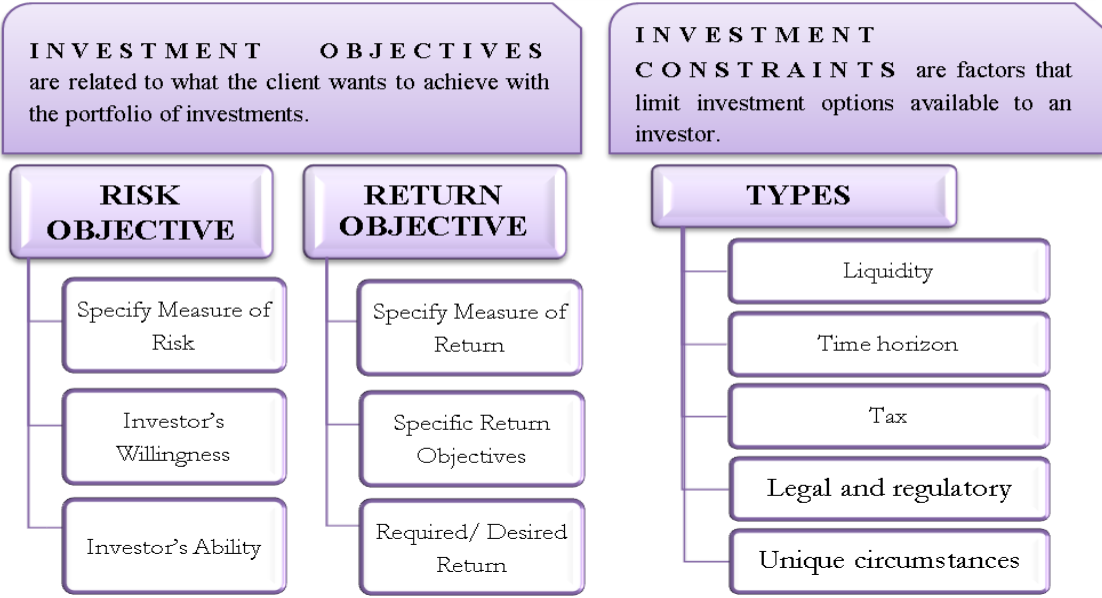 INVESTMENT OBJECTIVES
are related to what the client wants to achieve with
the portfolio of investments.
RISK
OBJECTIVE
Specify Measure of
Risk
Investor's
Willingness
Investor's Ability
RETURN
OBJECTIVE
Specify Measure of
Return
Specific Return
Objectives
Required/ Desired
Return
INVESTMENT
CONSTRAINTS are factors that
limit investment options available to an
investor.
TYPES
Liquidity
Time horizon
Tax
Legal and regulatory
Unique circumstances